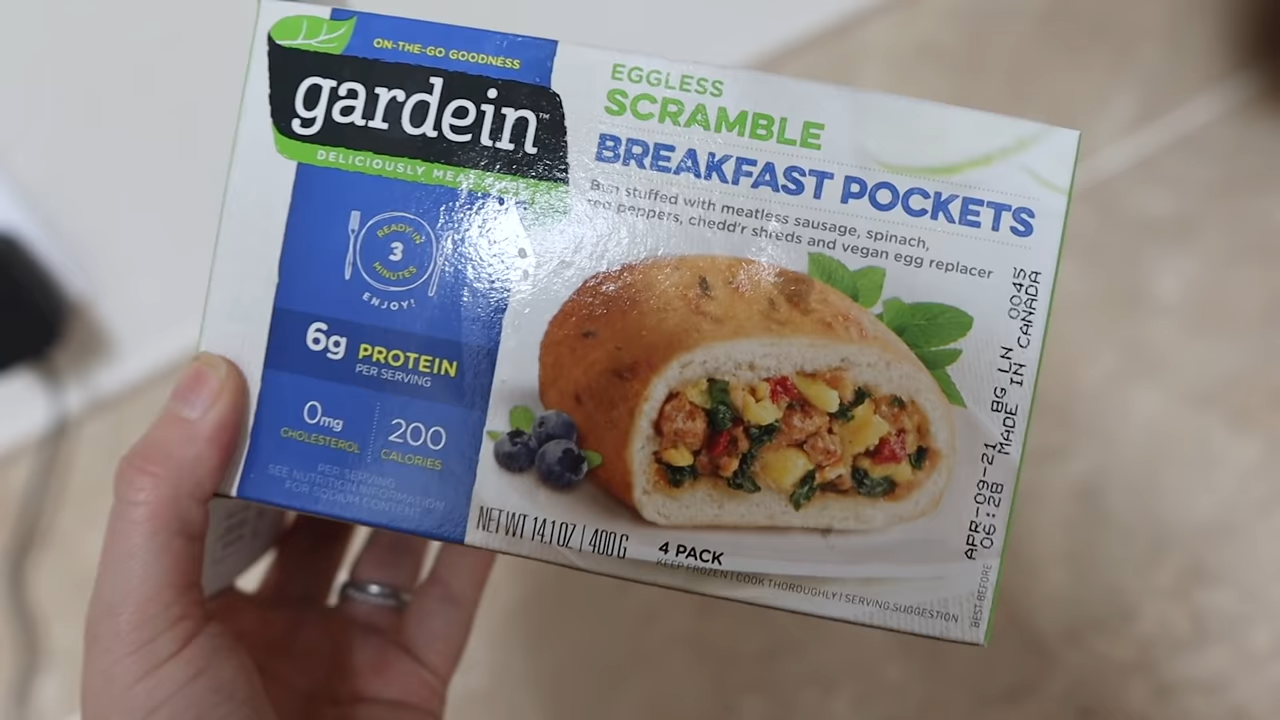 ON-THE-GO GOODNESS
gardein™
DELICIOUSLY
READY IN
3
MINUTES
ENJOY!
6g PROTEIN
PER SERVING
0mg
CHOLESTEROL
200
CALORIES
PER SERVING
SEE NUTRITION INFORMATION
FOR SODIUM CONTENT
EGGLESS
SCRAMBLE
BREAKFAST POCKETS
Bun stuffed with meatless sausage, spinach,
red peppers, chedd'r shreds and vegan egg replacer
NET WT 14.1 OZ | 400 G
4 PACK
KEEP FROZEN | COOK THOROUGHLY | SERVING SUGGESTION
BEST BEFORE
APR-09-21 BG LN 0045
06:28 MADE IN CANADA